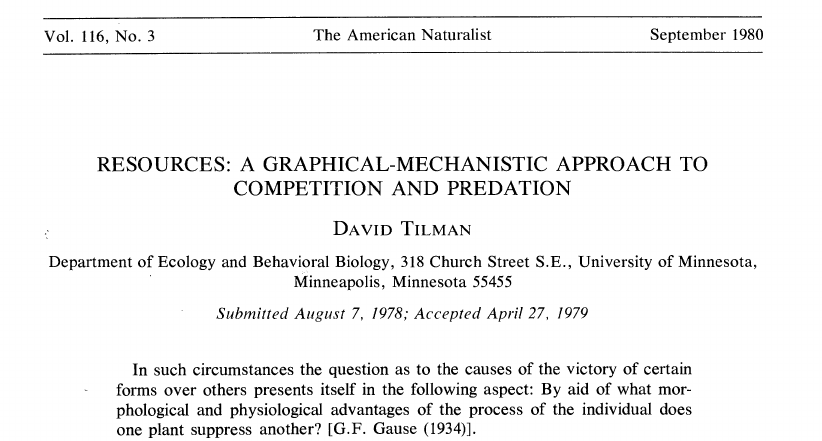 Vol. 116, No. 3 The American Naturalist September 1980
RESOURCES: A GRAPHICAL-MECHANISTIC APPROACH TO
COMPETITION AND PREDATION
DAVID TILMAN
Department of Ecology and Behavioral Biology, 318 Church Street S.E., University of Minnesota,
Minneapolis, Minnesota 55455
Submitted August 7, 1978; Accepted April 27, 1979
In such circumstances the question as to the causes of the victory of certain
forms over others presents itself in the following aspect: By aid of what mor-
phological and physiological advantages of the process of the individual does
one plant suppress another? [G.F. Gause (1934)].